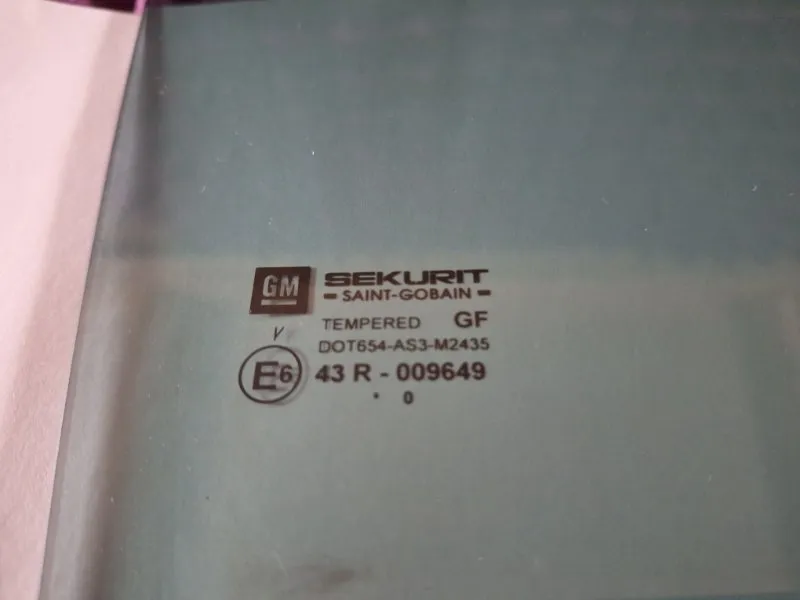 GM
SEKURIT
SAINT-GOBAIN
TEMPERED GF
DOT654-AS3-M2435
V
E6 43 R - 009649
. 0